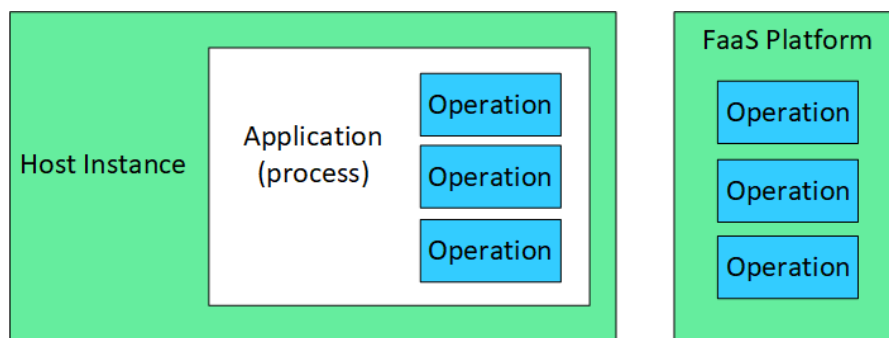 Host Instance
Application
(process)
Operation
Operation
Operation
FaaS Platform
Operation
Operation
Operation